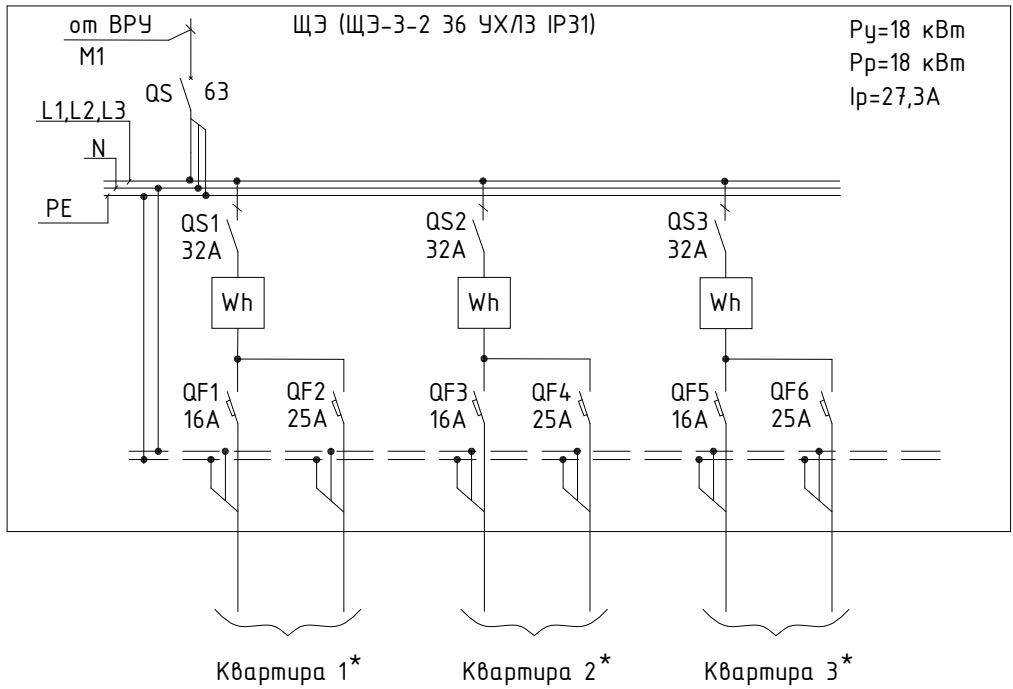 от ВРУ
М1
ЩЭ (ЩЭ-3-2 36 УХЛ3 IP31)
Ру=18 кВт
Рр=18 кВт
Iр=27,3А
QS 63
L1,L2,L3
N
PE
QS1
32А
QS2
32А
QS3
32А
Wh
Wh
Wh
QF1
16А
QF2
25А
QF3
16А
QF4
25А
QF5
16А
QF6
25А
Квартира 1*
Квартира 2*
Квартира 3*